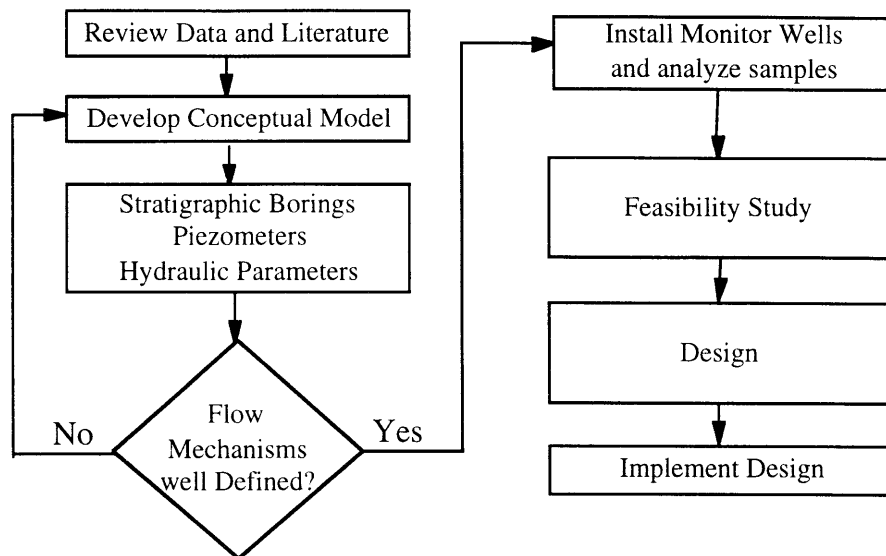 Review Data and Literature
Develop Conceptual Model
Stratigraphic Borings
Piezometers
Hydraulic Parameters
Flow
Mechanisms
well Defined?
No
Yes
Install Monitor Wells
and analyze samples
Feasibility Study
Design
Implement Design